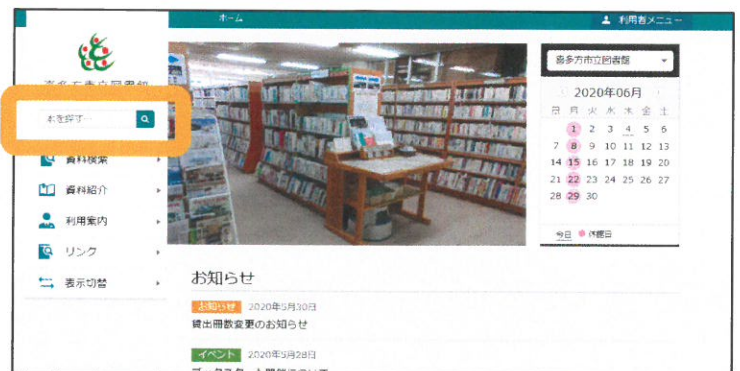 ホーム
利用者メニュー
喜多方市立図書館
本を探す…
資料検索
資料紹介
利用案内
リンク
表示切替
喜多方市立図書館
2020年06月
日 月 火 水 木 金 土
1 2 3 4 5 6
7 8 9 10 11 12 13
14 15 16 17 18 19 20
21 22 23 24 25 26 27
28 29 30
今日 休館日
お知らせ
お知らせ 2020年5月30日
貸出冊数変更のお知らせ
イベント 2020年5月28日